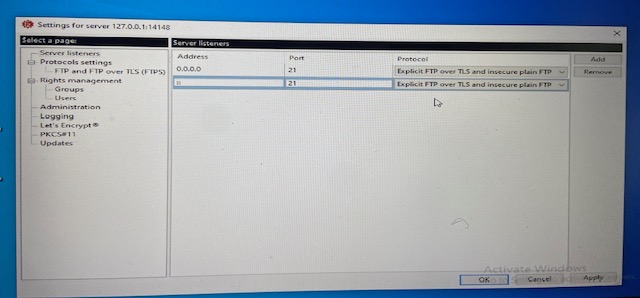 Settings for server 127.0.0.1:14148
Select a page:
Server listeners
Protocols settings
FTP and FTP over TLS (FTPS)
Rights management
Groups
Users
Administration
Logging
Let's Encrypt®
PKCS#11
Updates
Server listeners
Address Port Protocol
0.0.0.0 21 Explicit FTP over TLS and insecure plain FTP
:: 21 Explicit FTP over TLS and insecure plain FTP
Add
Remove
Activate Windows
OK Cancel Apply